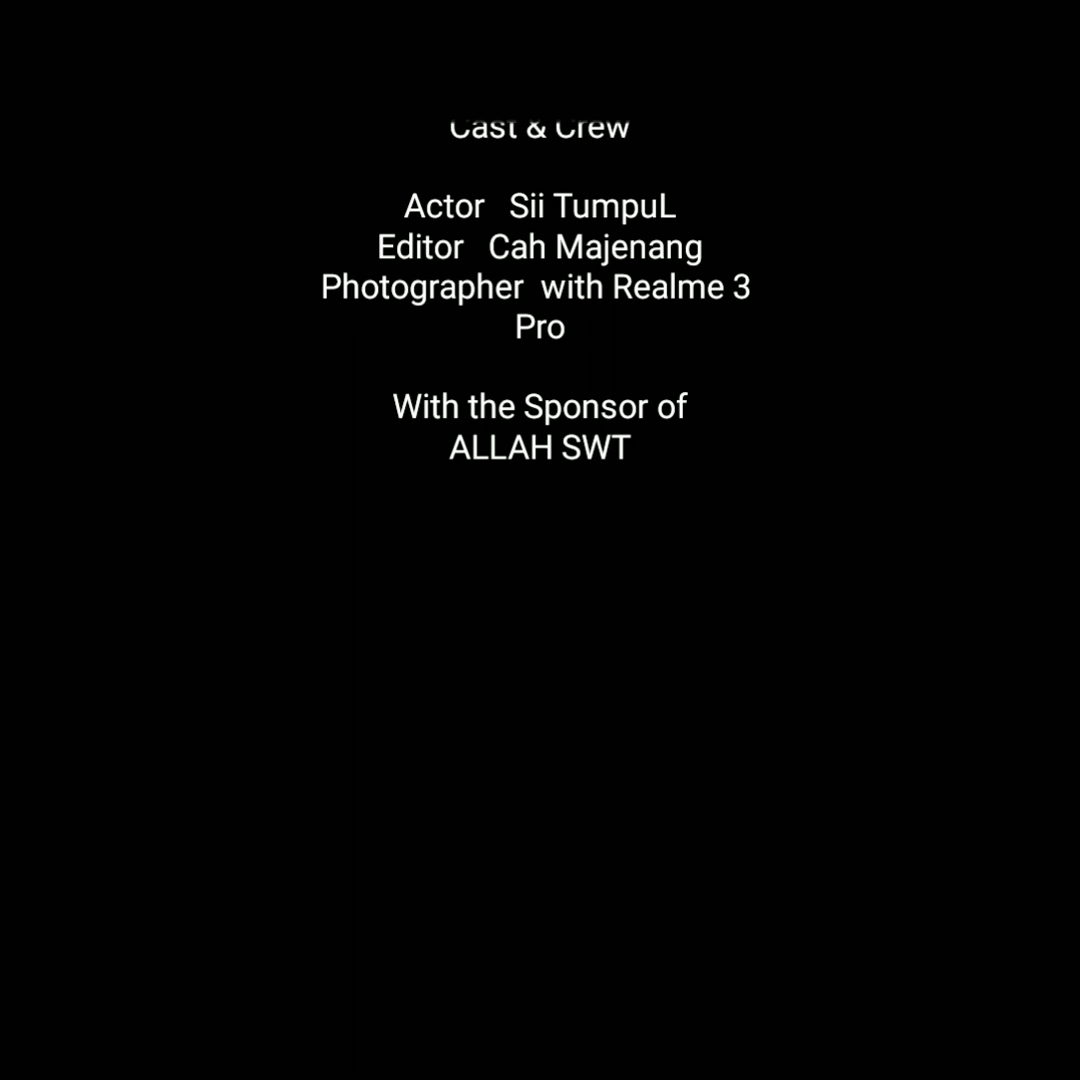 Cast & Crew
Actor   Sii TumpuL
Editor   Cah Majenang
Photographer  with Realme 3
Pro
With the Sponsor of
ALLAH SWT